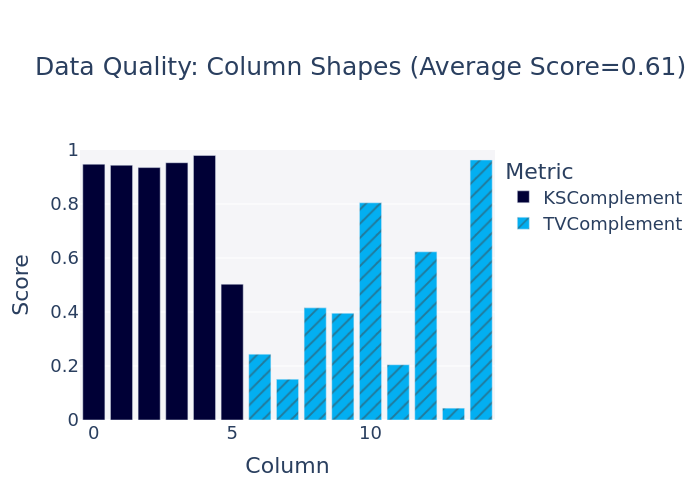 Data Quality: Column Shapes (Average Score=0.61)
1
0.8
0.6
0.4
0.2
0
Score
0 5 10
Column
Metric
KSComplement
TVComplement